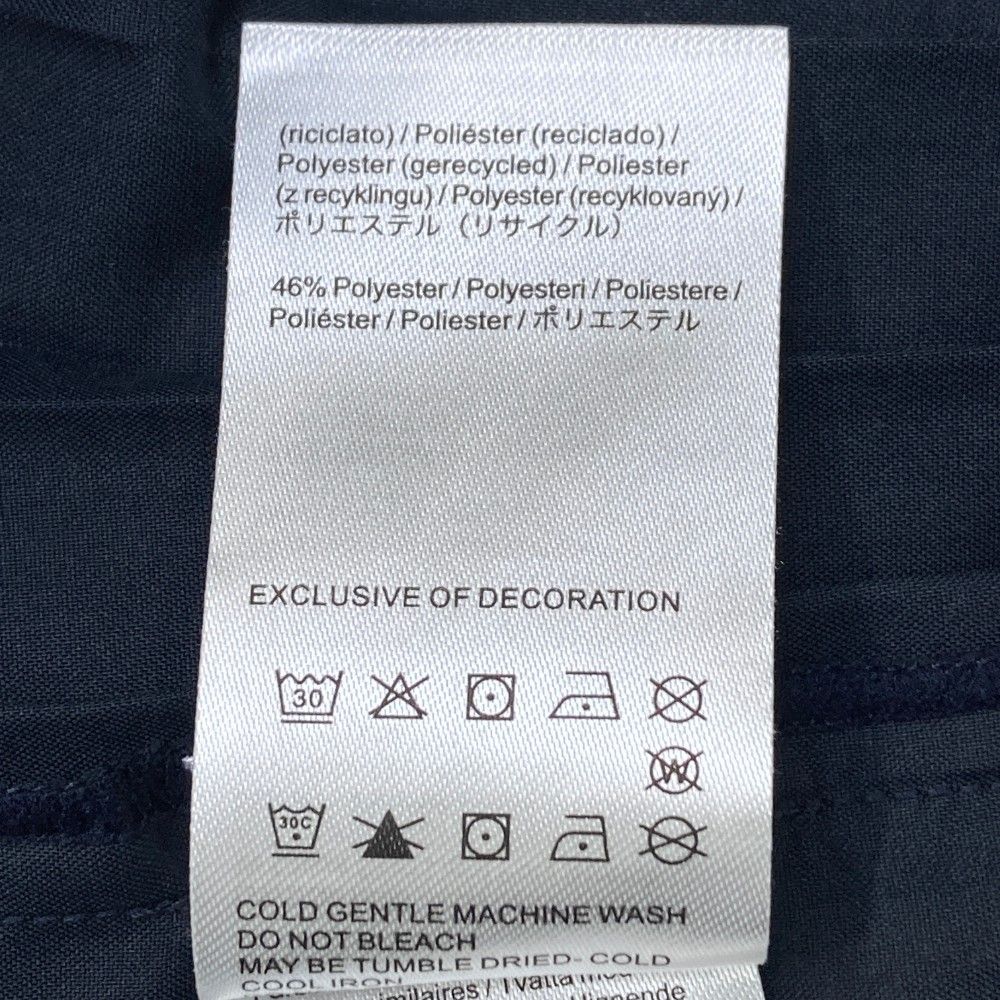 (riciclato) / Poliéster (reciclado) /
Polyester (gerecycled) / Poliester
(z recyklingu) / Polyester (recyklovaný) /
ポリエステル (リサイクル)
46% Polyester / Polyesteri / Poliestere /
Poliéster / Poliester / ポリエステル
EXCLUSIVE OF DECORATION
30
W
30C
COLD GENTLE MACHINE WASH
DO NOT BLEACH
MAY BE TUMBLE DRIED- COLD
COOL IRON